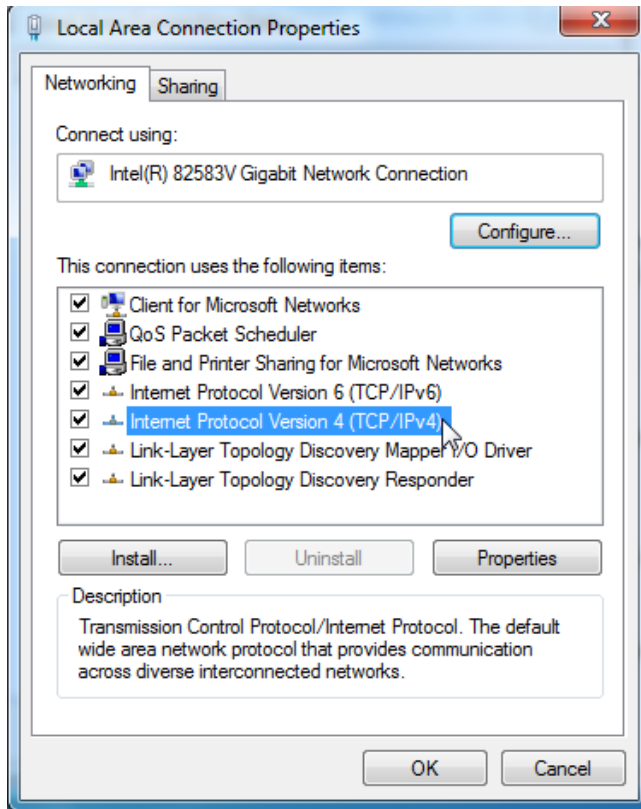 Local Area Connection Properties
Networking
Sharing
Connect using:
Intel(R) 82583V Gigabit Network Connection
Configure...
This connection uses the following items:
Client for Microsoft Networks
QoS Packet Scheduler
File and Printer Sharing for Microsoft Networks
Internet Protocol Version 6 (TCP/IPv6)
Internet Protocol Version 4 (TCP/IPv4)
Link-Layer Topology Discovery Mapper I/O Driver
Link-Layer Topology Discovery Responder
Install...
Uninstall
Properties
Description
Transmission Control Protocol/Internet Protocol. The default
wide area network protocol that provides communication
across diverse interconnected networks.
OK
Cancel